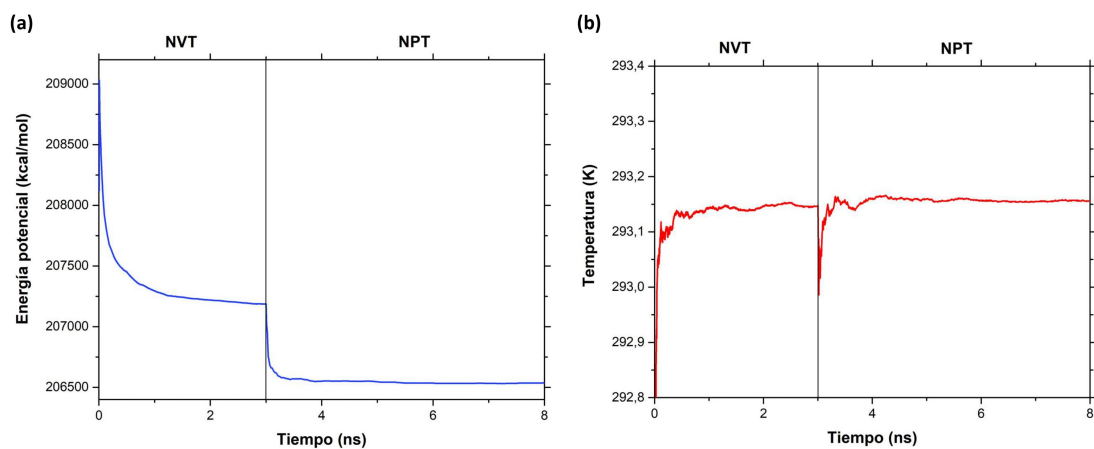 (a)
NVT NPT
209000
208500
208000
207500
207000
206500
Energía potencial (kcal/mol)
0 2 4 6 8
Tiempo (ns)
(b)
NVT NPT
293,4
293,3
293,2
293,1
293,0
292,9
292,8
Temperatura (K)
0 2 4 6 8
Tiempo (ns)